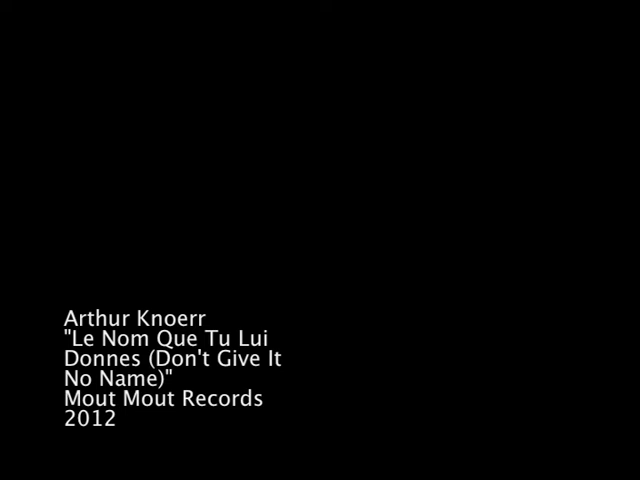 Arthur Knoerr
"Le Nom Que Tu Lui
Donnes (Don't Give It
No Name)"
Mout Mout Records
2012